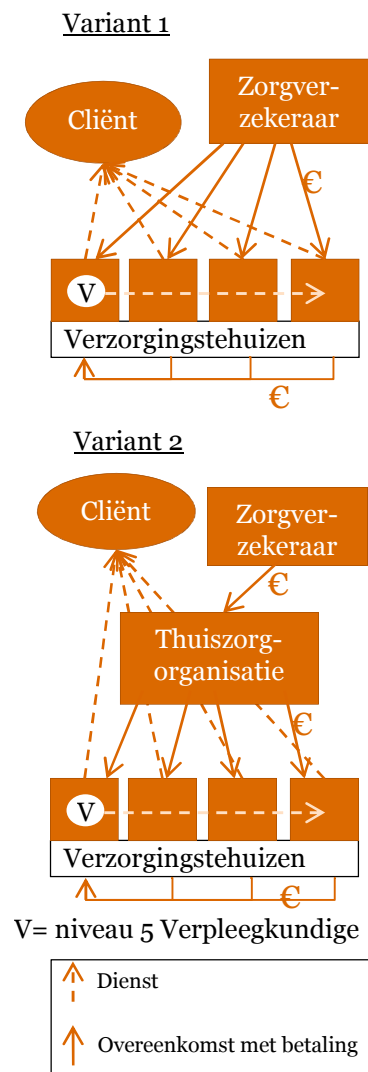 Variant 1
Cliënt
Zorgver-
zekeraar
€
V
Verzorgingstehuizen
€
Variant 2
Cliënt
Zorgver-
zekeraar
€
Thuiszorg-
organisatie
€
V
Verzorgingstehuizen
€
V= niveau 5 Verpleegkundige
Dienst
Overeenkomst met betaling